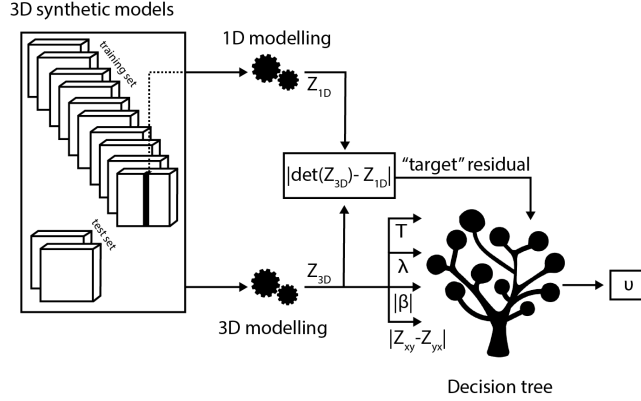 3D synthetic models
training set
test set
1D modelling
Z1D
|det(Z3D)- Z1D|
“target” residual
Z3D
3D modelling
T
λ
|β|
|Zxy-Zyx|
υ
Decision tree